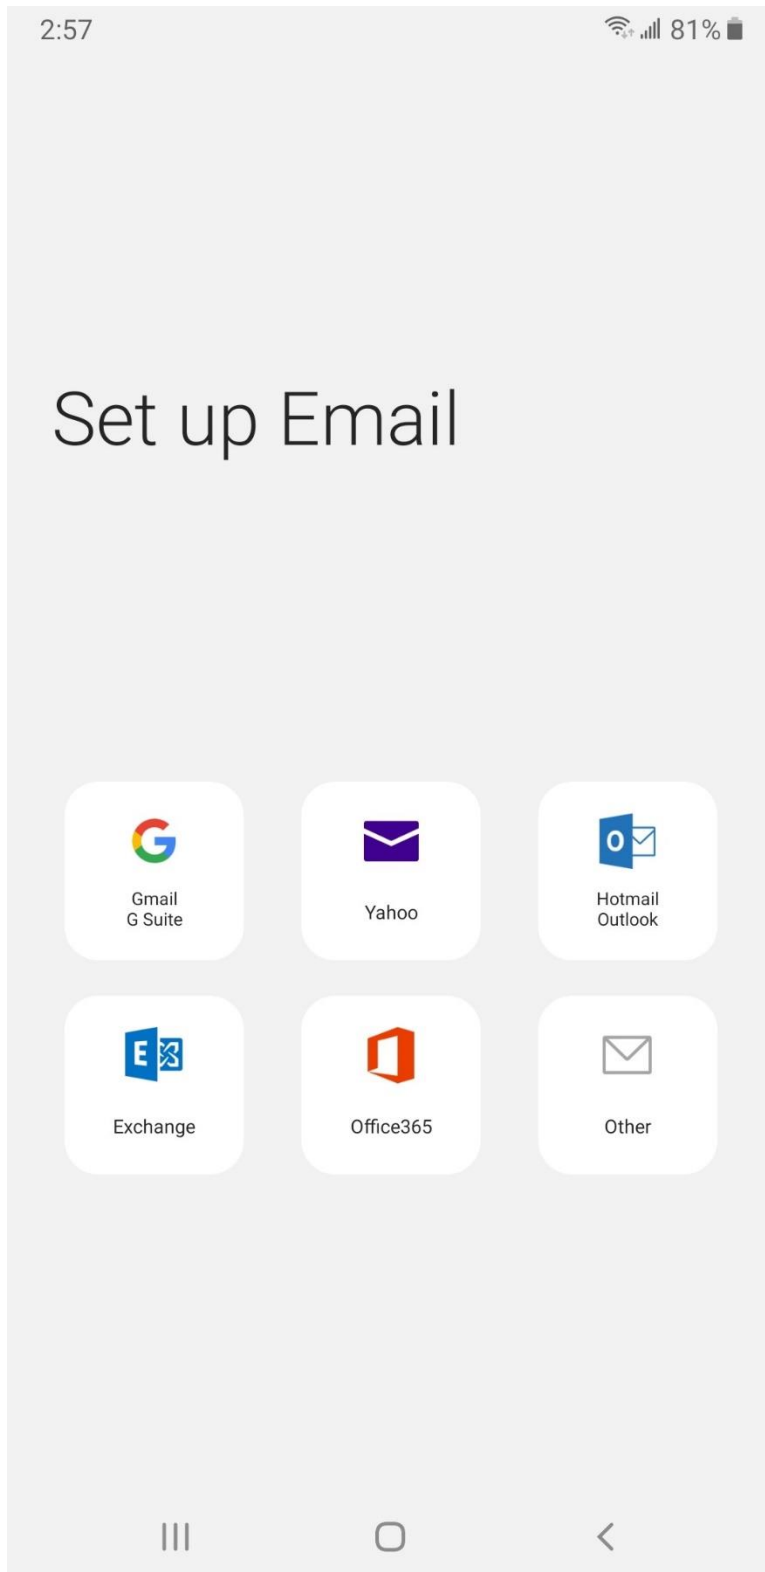 2:57
81%
Set up Email
Gmail
G Suite
Yahoo
Hotmail
Outlook
Exchange
Office365
Other